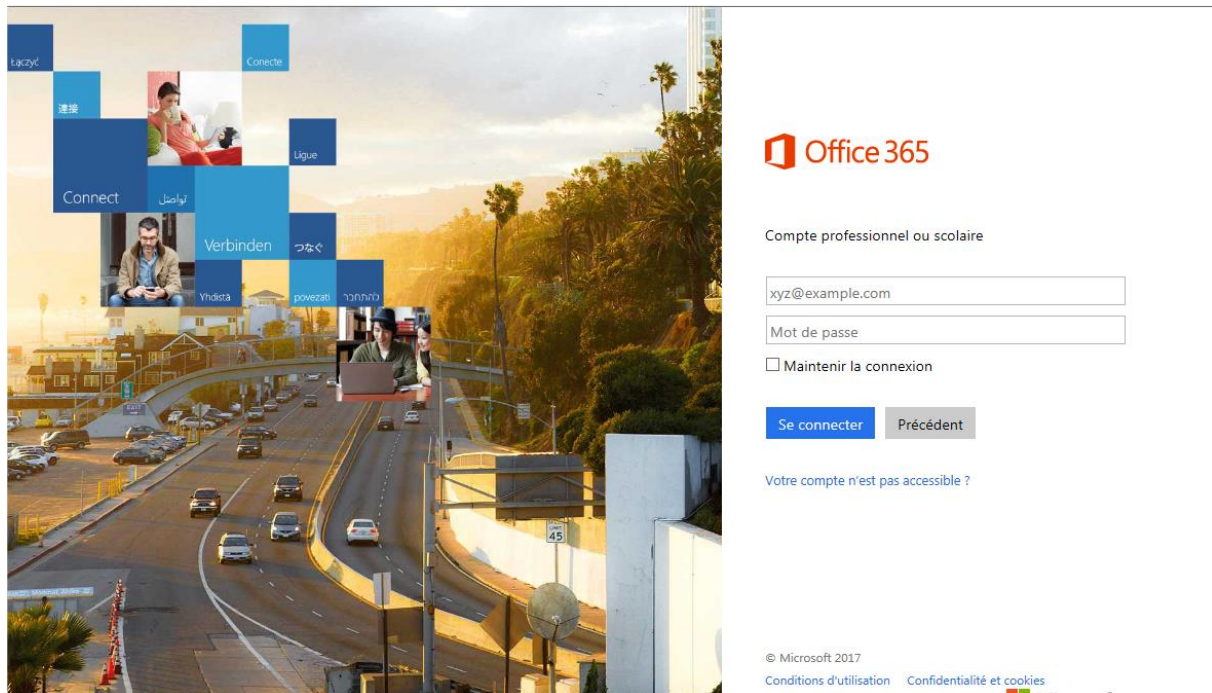 Łączyć
Conecte
連接
Ligue
Connect
تواصل
Verbinden
つなぐ
Yhdistä
povezati
להתחבר
EXIT
LIMIT
45
Office 365
Compte professionnel ou scolaire
xyz@example.com
Mot de passe
Maintenir la connexion
Se connecter
Précédent
Votre compte n'est pas accessible ?
© Microsoft 2017
Conditions d'utilisation Confidentialité et cookies